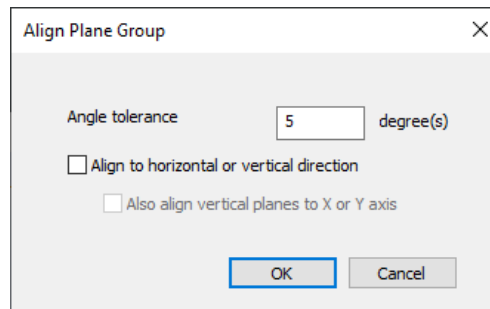 Align Plane Group
Angle tolerance 5 degree(s)
Align to horizontal or vertical direction
Also align vertical planes to X or Y axis
OK Cancel